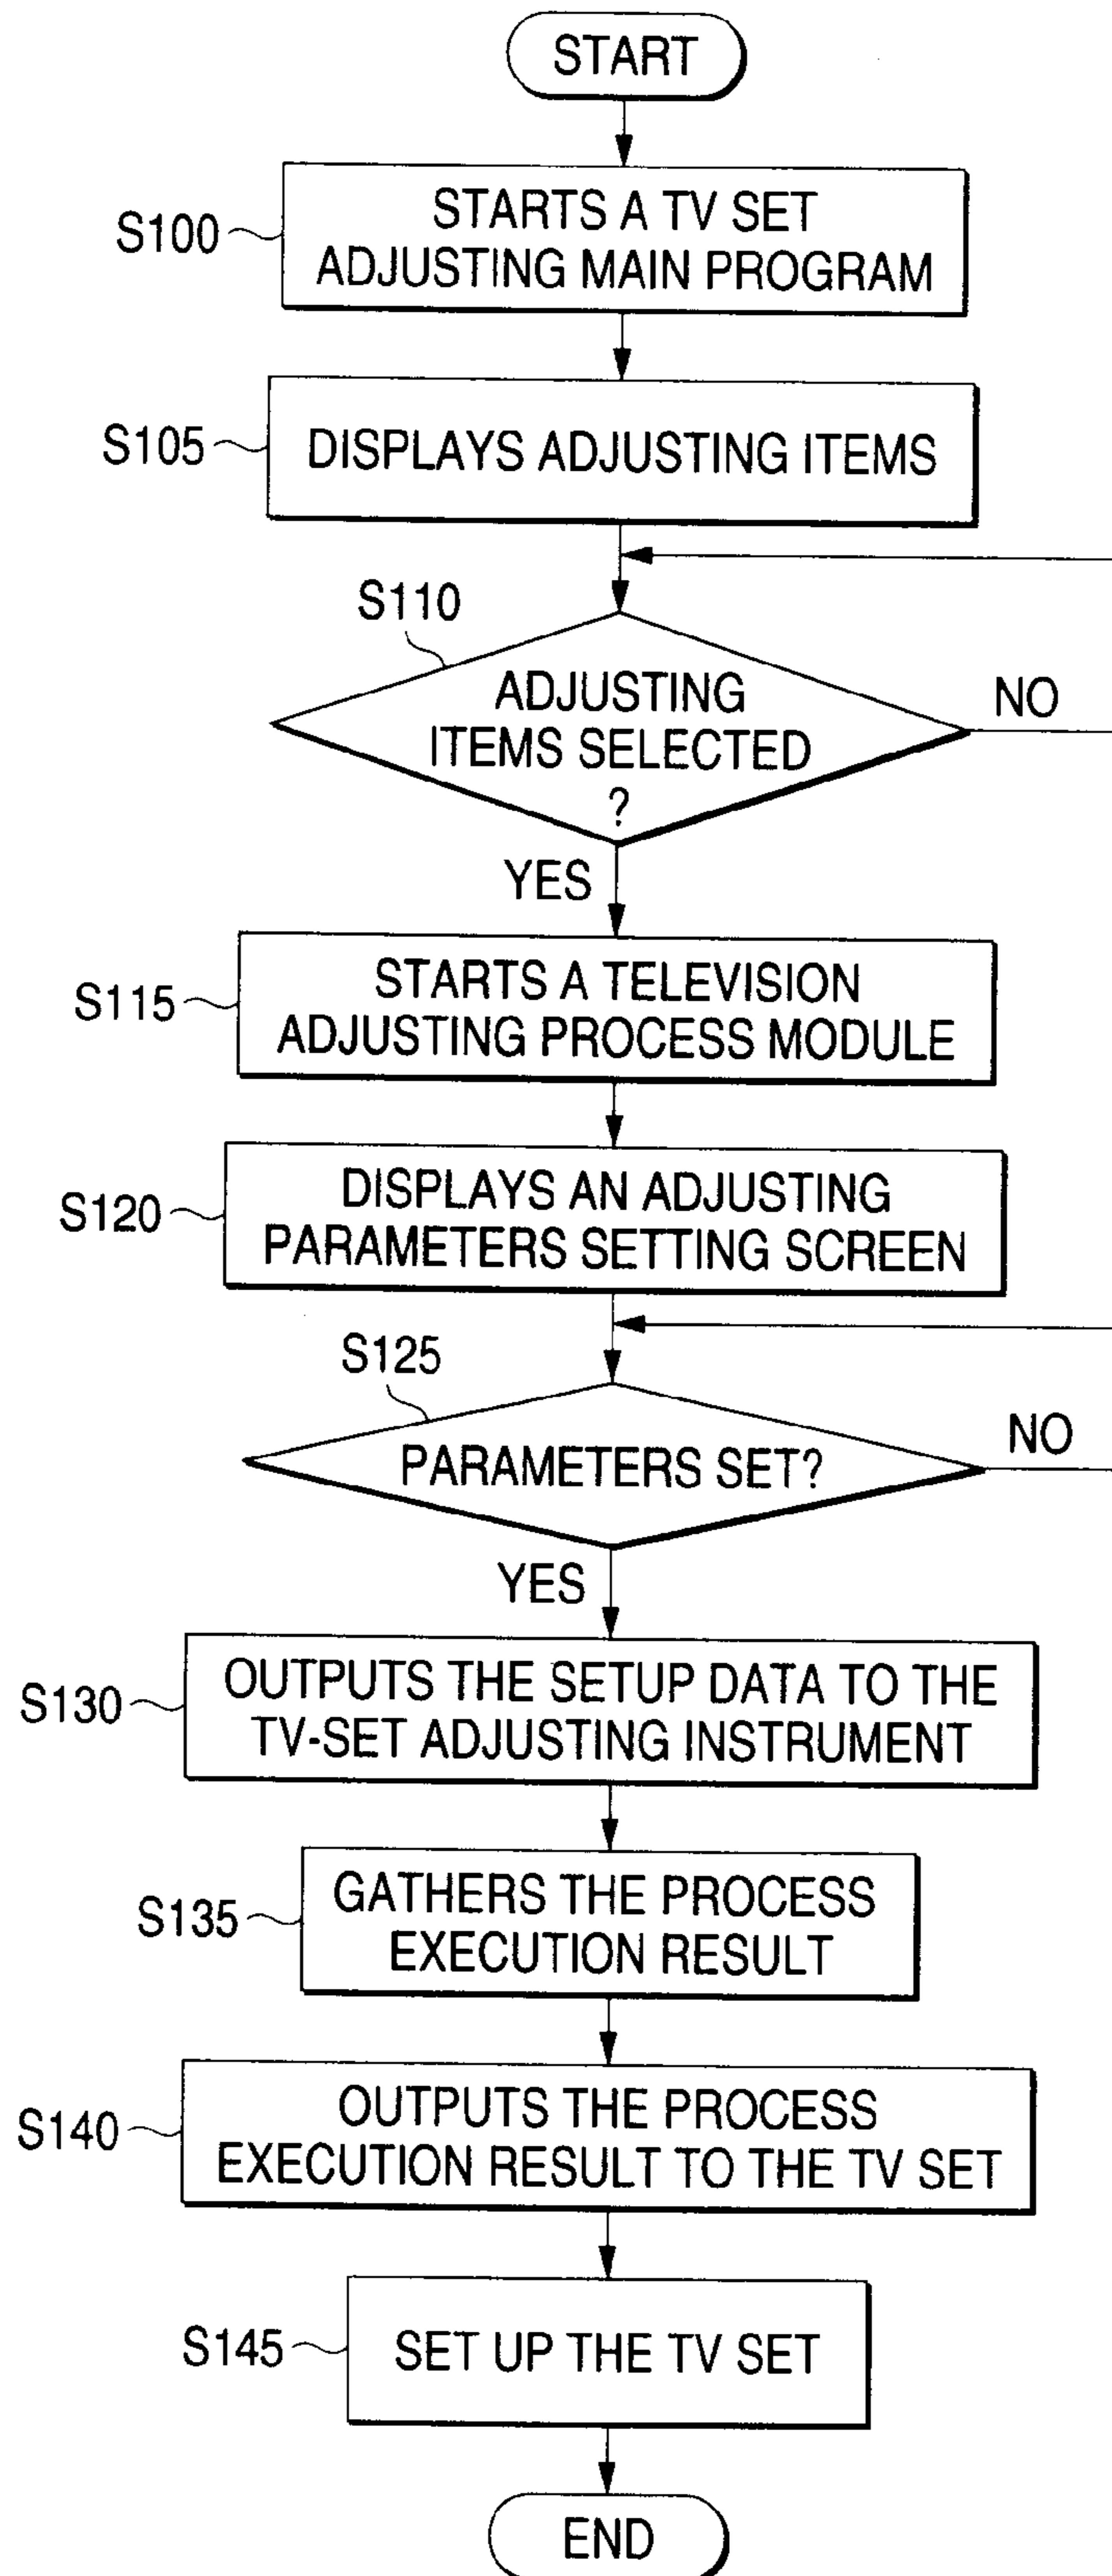 START
S100
STARTS A TV SET
ADJUSTING MAIN PROGRAM
S105
DISPLAYS ADJUSTING ITEMS
S110
ADJUSTING
ITEMS SELECTED
?
NO
YES
S115
STARTS A TELEVISION
ADJUSTING PROCESS MODULE
S120
DISPLAYS AN ADJUSTING
PARAMETERS SETTING SCREEN
S125
PARAMETERS SET?
NO
YES
S130
OUTPUTS THE SETUP DATA TO THE
TV-SET ADJUSTING INSTRUMENT
S135
GATHERS THE PROCESS
EXECUTION RESULT
S140
OUTPUTS THE PROCESS
EXECUTION RESULT TO THE TV SET
S145
SET UP THE TV SET
END